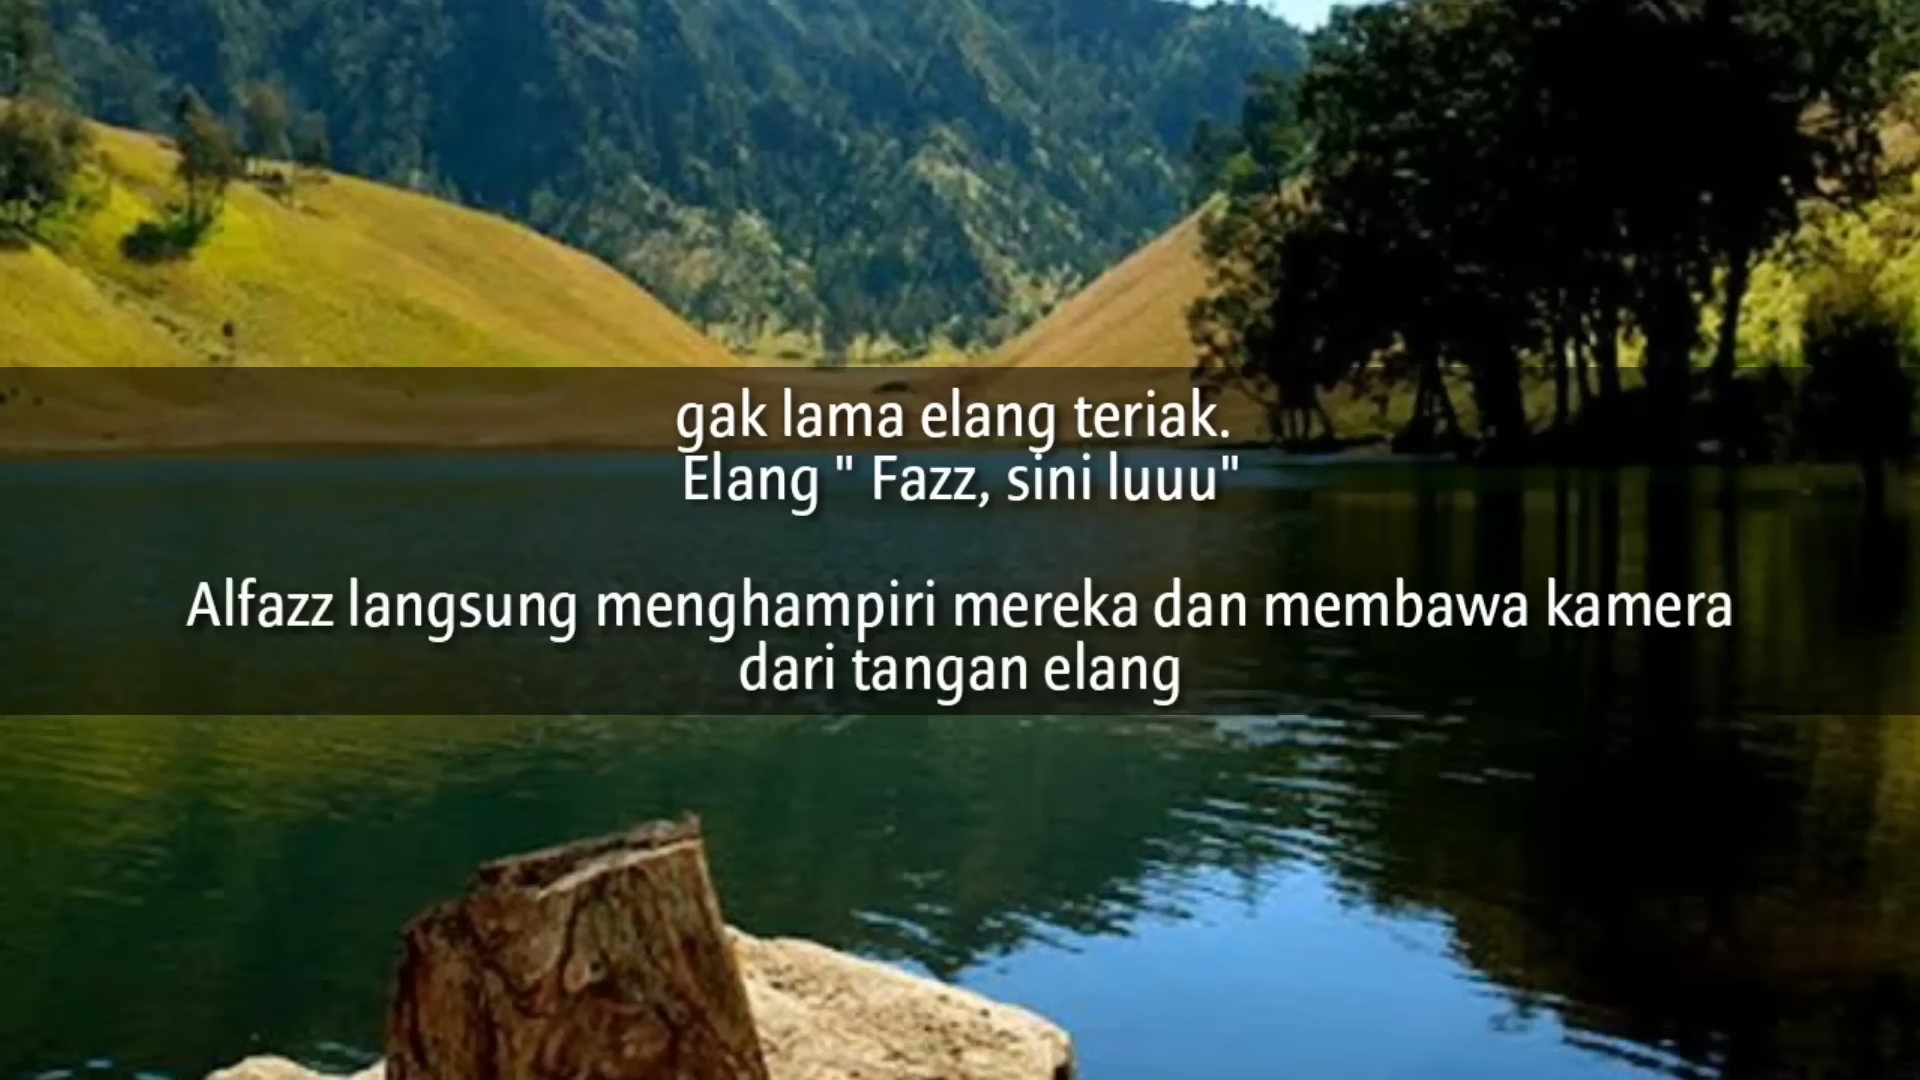 gak lama elang teriak.
Elang " Fazz, sini luuu"
Alfazz langsung menghampiri mereka dan membawa kamera
dari tangan elang